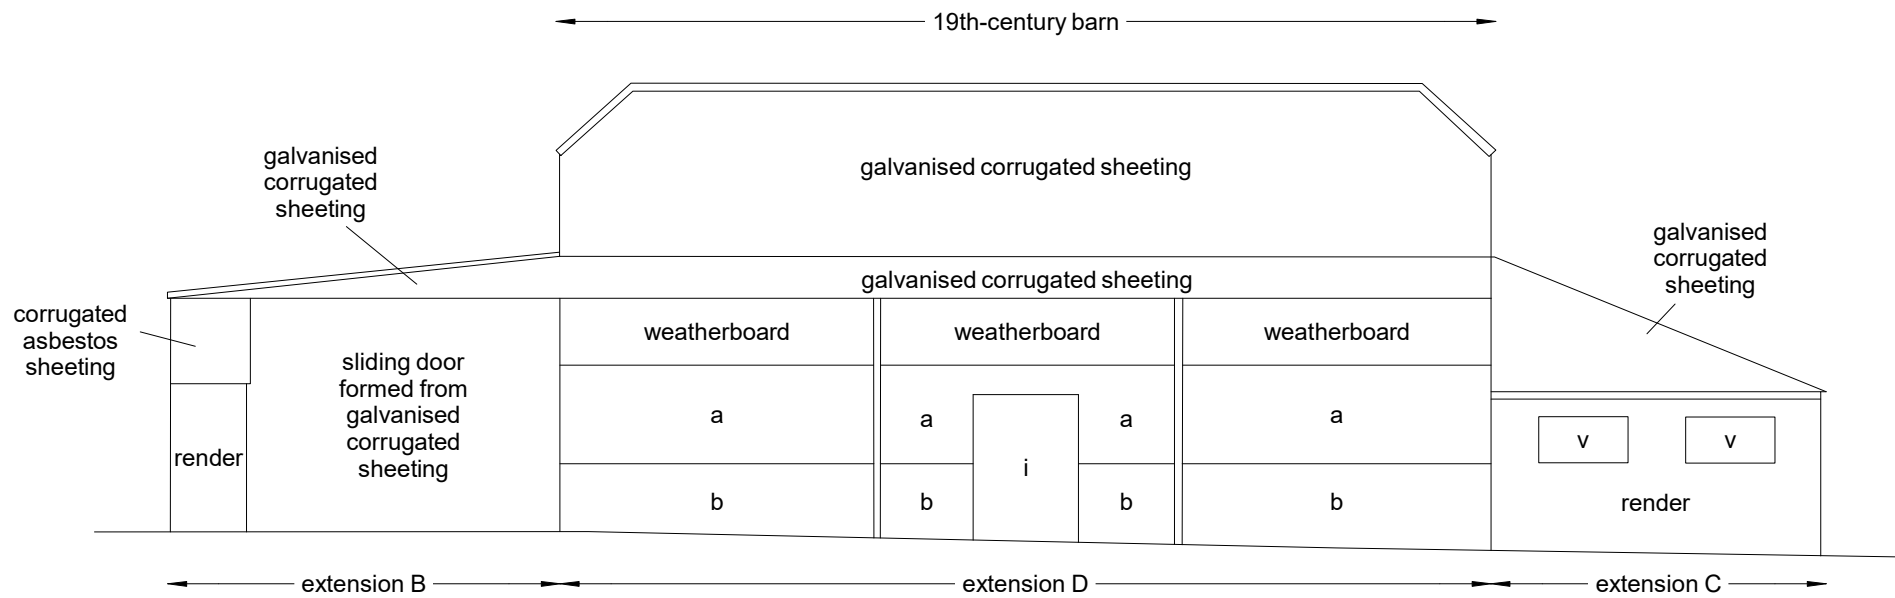 19th-century barn
galvanised
corrugated
sheeting
galvanised corrugated sheeting
galvanised
corrugated
sheeting
galvanised corrugated sheeting
corrugated
asbestos
sheeting
weatherboard weatherboard weatherboard
sliding door
formed from
galvanised
corrugated
sheeting
a a a a
v v
render
i
b b b b
render
extension B extension D extension C